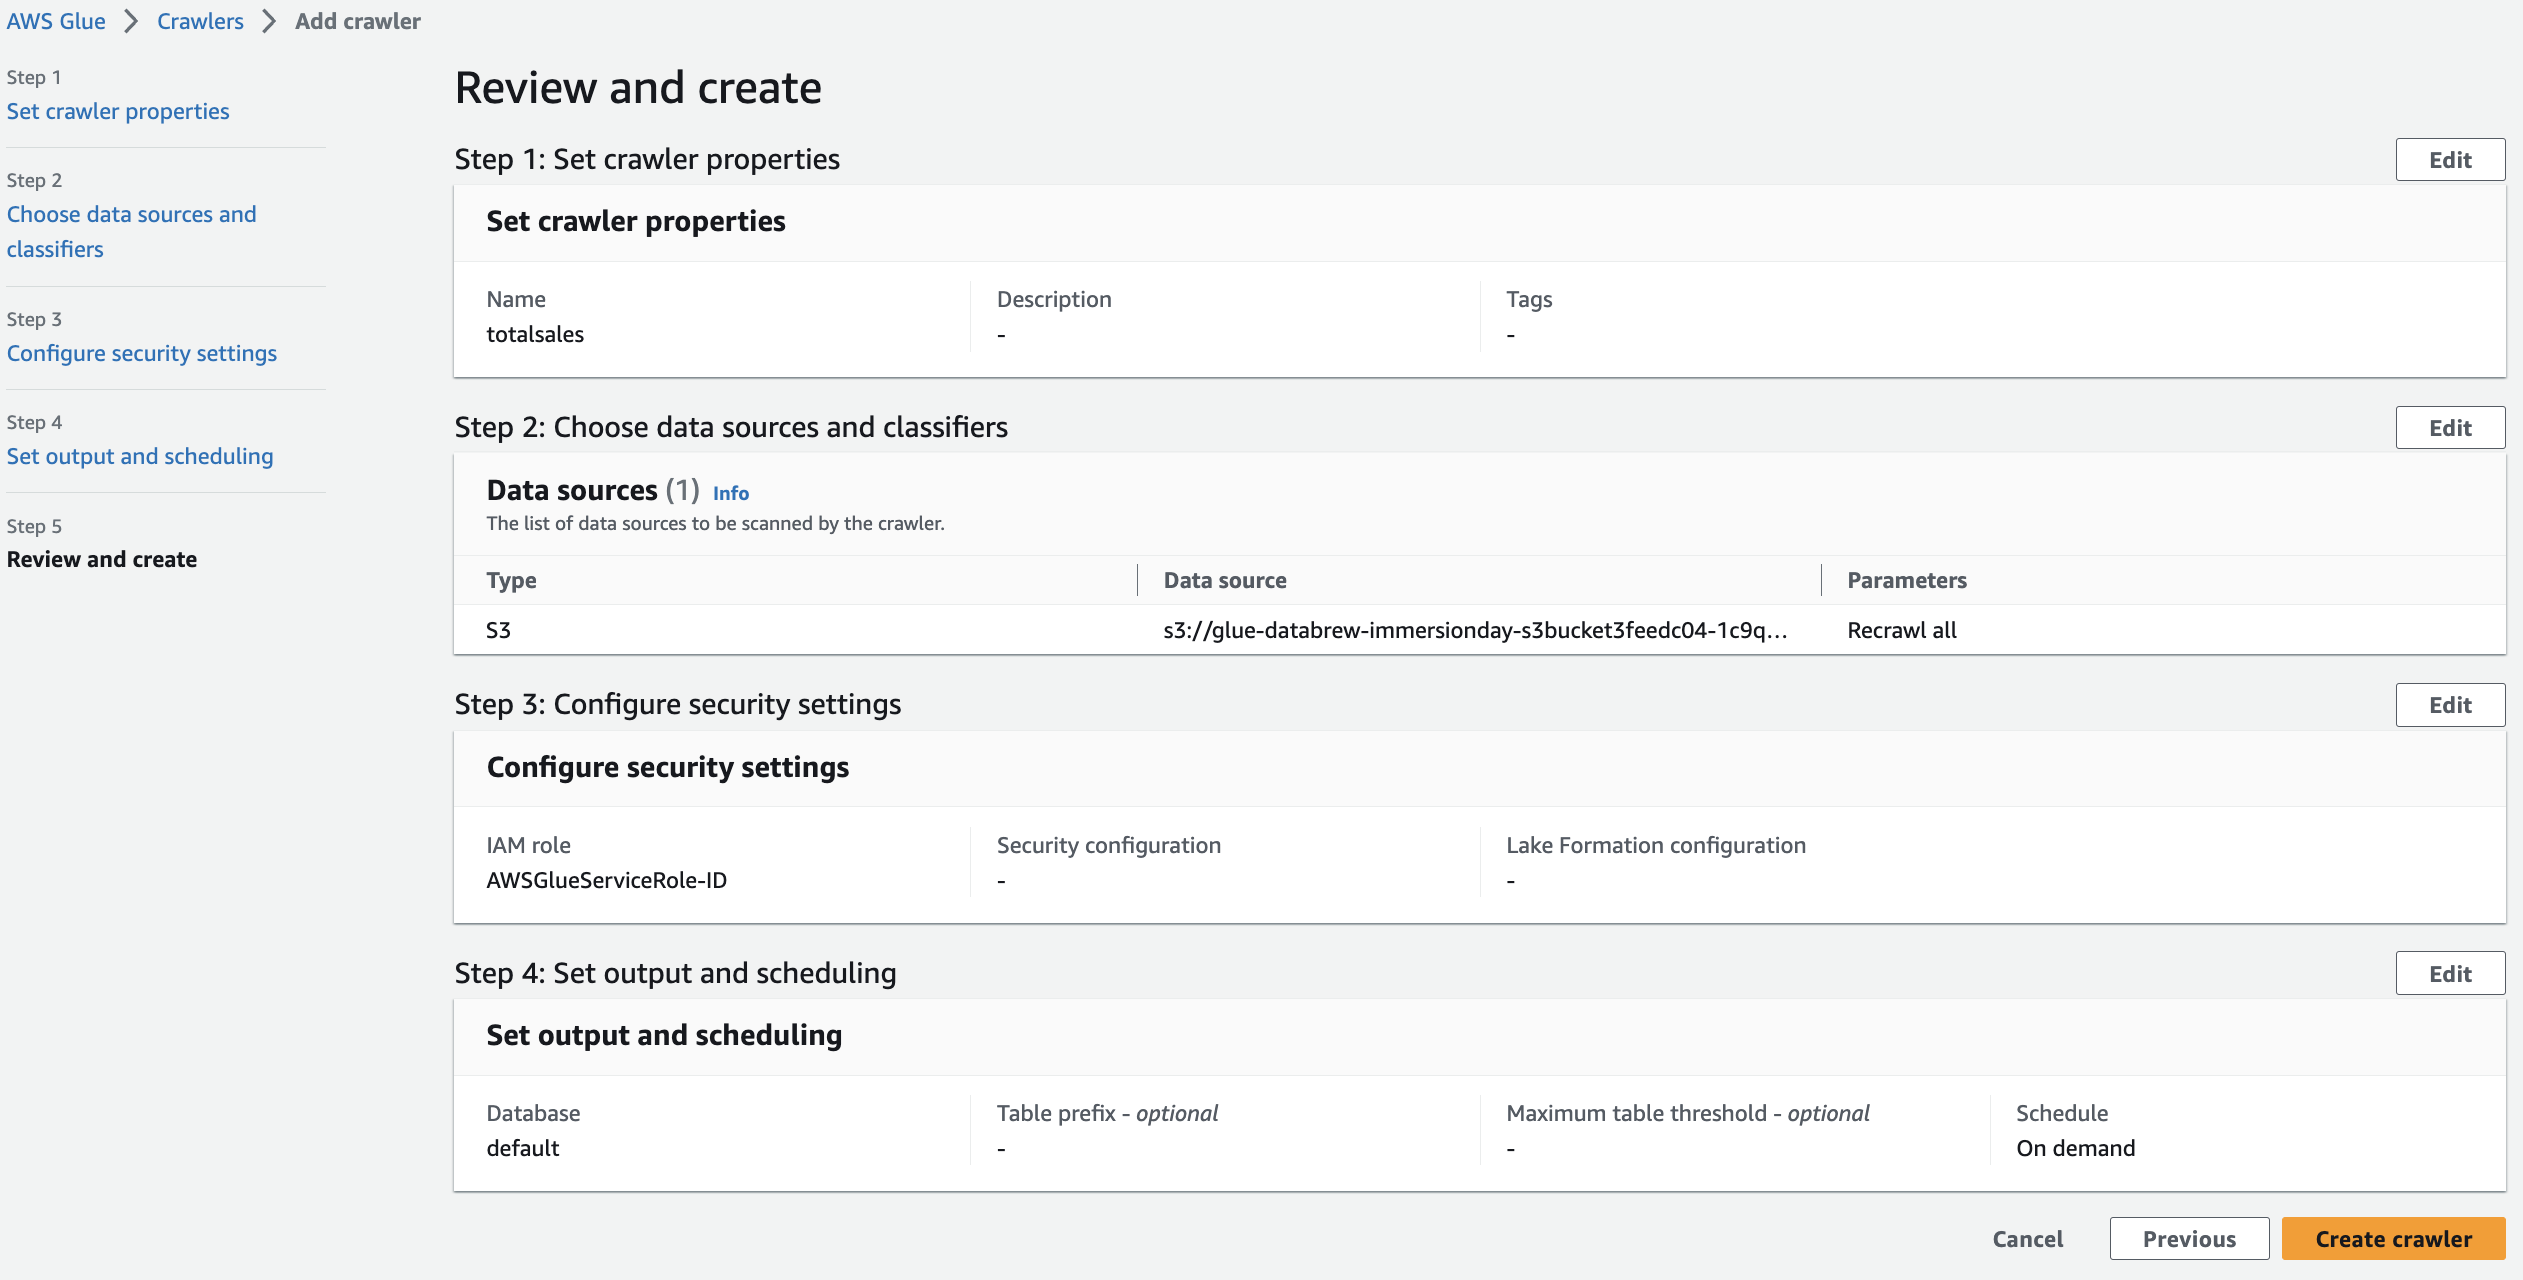 AWS Glue > Crawlers > Add crawler
Step 1
Set crawler properties
Step 2
Choose data sources and
classifiers
Step 3
Configure security settings
Step 4
Set output and scheduling
Step 5
Review and create
Review and create
Step 1: Set crawler properties
Edit
Set crawler properties
Name
totalsales
Description
-
Tags
-
Step 2: Choose data sources and classifiers
Edit
Data sources (1) Info
The list of data sources to be scanned by the crawler.
Type Data source Parameters
S3 s3://glue-databrew-immersionday-s3bucket3feedc04-1c9q... Recrawl all
Step 3: Configure security settings
Edit
Configure security settings
IAM role
AWSGlueServiceRole-ID
Security configuration
-
Lake Formation configuration
-
Step 4: Set output and scheduling
Edit
Set output and scheduling
Database
default
Table prefix - optional
-
Maximum table threshold - optional
-
Schedule
On demand
Cancel Previous Create crawler